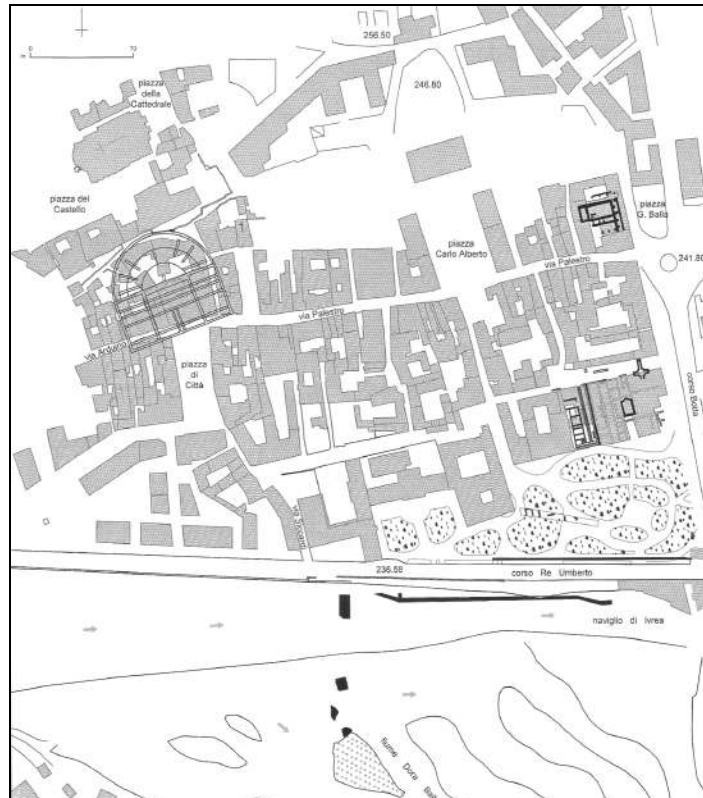 256.50
0
70
m
piazza
della
Cattedrale
246.80
piazza del
Castello
piazza
G. Balla
piazza
Carlo Alberto
via Palestro
241.80
via Palestro
via Arduino
piazza
di
Città
corso Botta
236.58
corso Re Umberto
naviglio di Ivrea
fiume Dora